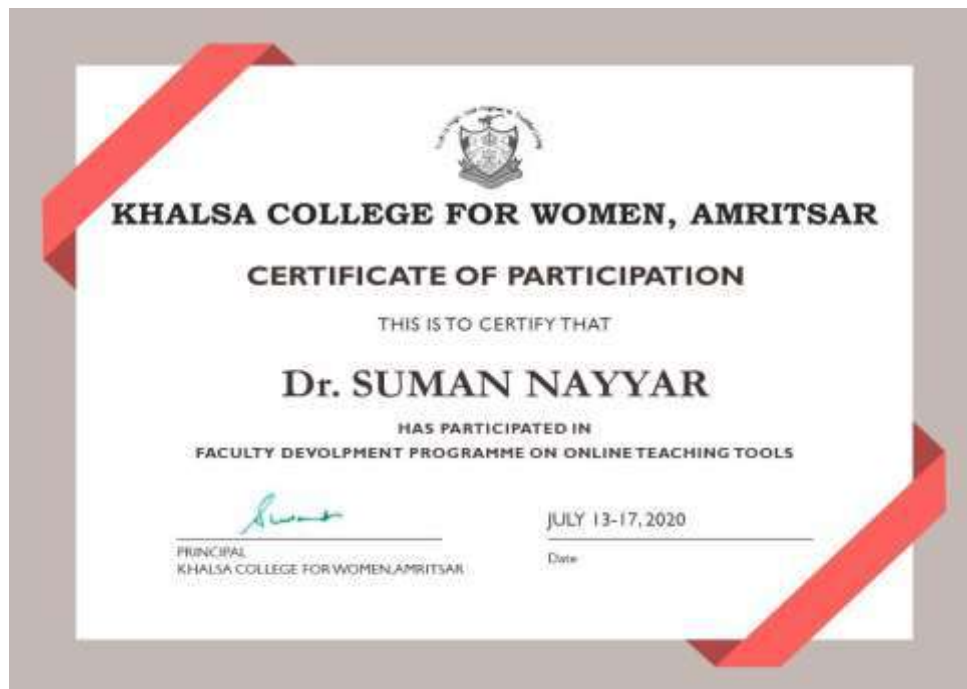 KHALSA COLLEGE FOR WOMEN, AMRITSAR
CERTIFICATE OF PARTICIPATION
THIS IS TO CERTIFY THAT
Dr. SUMAN NAYYAR
HAS PARTICIPATED IN
FACULTY DEVOLPMENT PROGRAMME ON ONLINE TEACHING TOOLS
JULY 13-17, 2020
PRINCIPAL
KHALSA COLLEGE FOR WOMEN,AMRITSAR
Date